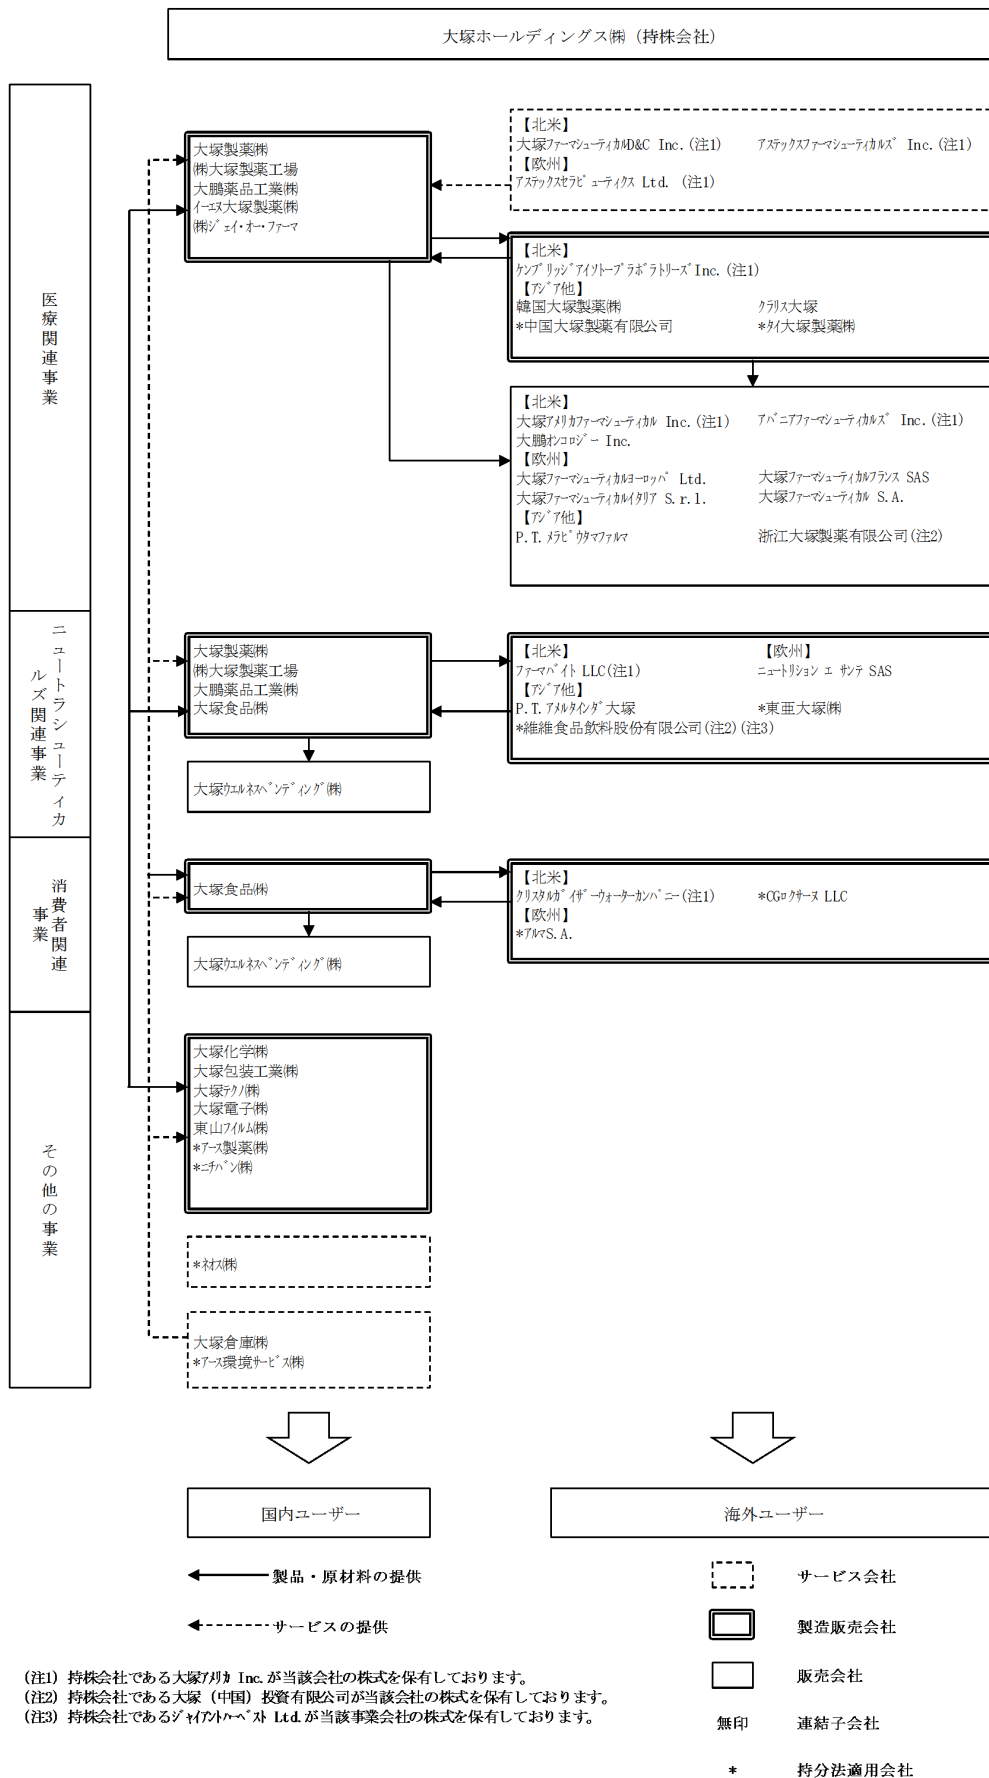 大塚ホールディングス㈱（持株会社）
医療関連事業
大塚製薬㈱
㈱大塚製薬工場
大鵬薬品工業㈱
イーエヌ大塚製薬㈱
㈱ジェイ・オー・ファーマ
【北米】
大塚ファーマシューティカルD&C Inc.(注1) アステックスファーマシューティカルズ Inc.(注1)
【欧州】
アステックスセラピューティクス Ltd. (注1)
【北米】
ケンブリッジアイソトープラボラトリーズInc.(注1)
【アジア他】
韓国大塚製薬㈱ クラリス大塚
*中国大塚製薬有限公司 *タイ大塚製薬㈱
【北米】
大塚アメリカファーマシューティカル Inc.(注1) アバニアファーマシューティカルズ Inc.(注1)
大鵬オンコロジー Inc.
【欧州】
大塚ファーマシューティカルヨーロッパ Ltd. 大塚ファーマシューティカルフランス SAS
大塚ファーマシューティカルイタリア S.r.l. 大塚ファーマシューティカル S.A.
【アジア他】
P.T.メラピウタマファルマ 浙江大塚製薬有限公司(注2)
ニュートラシューティカルズ関連事業
大塚製薬㈱
㈱大塚製薬工場
大鵬薬品工業㈱
大塚食品㈱
【北米】 【欧州】
ファーマバイト LLC(注1) ニュートリション エ サンテ SAS
【アジア他】
P.T.アメルタインダ大塚 *東亜大塚㈱
*維維食品飲料股份有限公司(注2)(注3)
大塚ウエルネスベンディング㈱
消費者関連事業
大塚食品㈱
【北米】
クリスタルガイザーウォーターカンパニー(注1) *CGロクサーヌ LLC
【欧州】
*アルマS.A.
大塚ウエルネスベンディング㈱
その他の事業
大塚化学㈱
大塚包装工業㈱
大塚テクノ㈱
大塚電子㈱
東山フイルム㈱
*アース製薬㈱
*ニチバン㈱
*ネオス㈱
大塚倉庫㈱
*アース環境サービス㈱
国内ユーザー
海外ユーザー
製品・原材料の提供
サービスの提供
サービス会社
製造販売会社
販売会社
無印 連結子会社
* 持分法適用会社
(注1) 持株会社である大塚アメリカ Inc.が当該会社の株式を保有しております。
(注2) 持株会社である大塚（中国）投資有限公司が当該会社の株式を保有しております。
(注3) 持株会社であるジャイアントハーベスト Ltd.が当該事業会社の株式を保有しております。